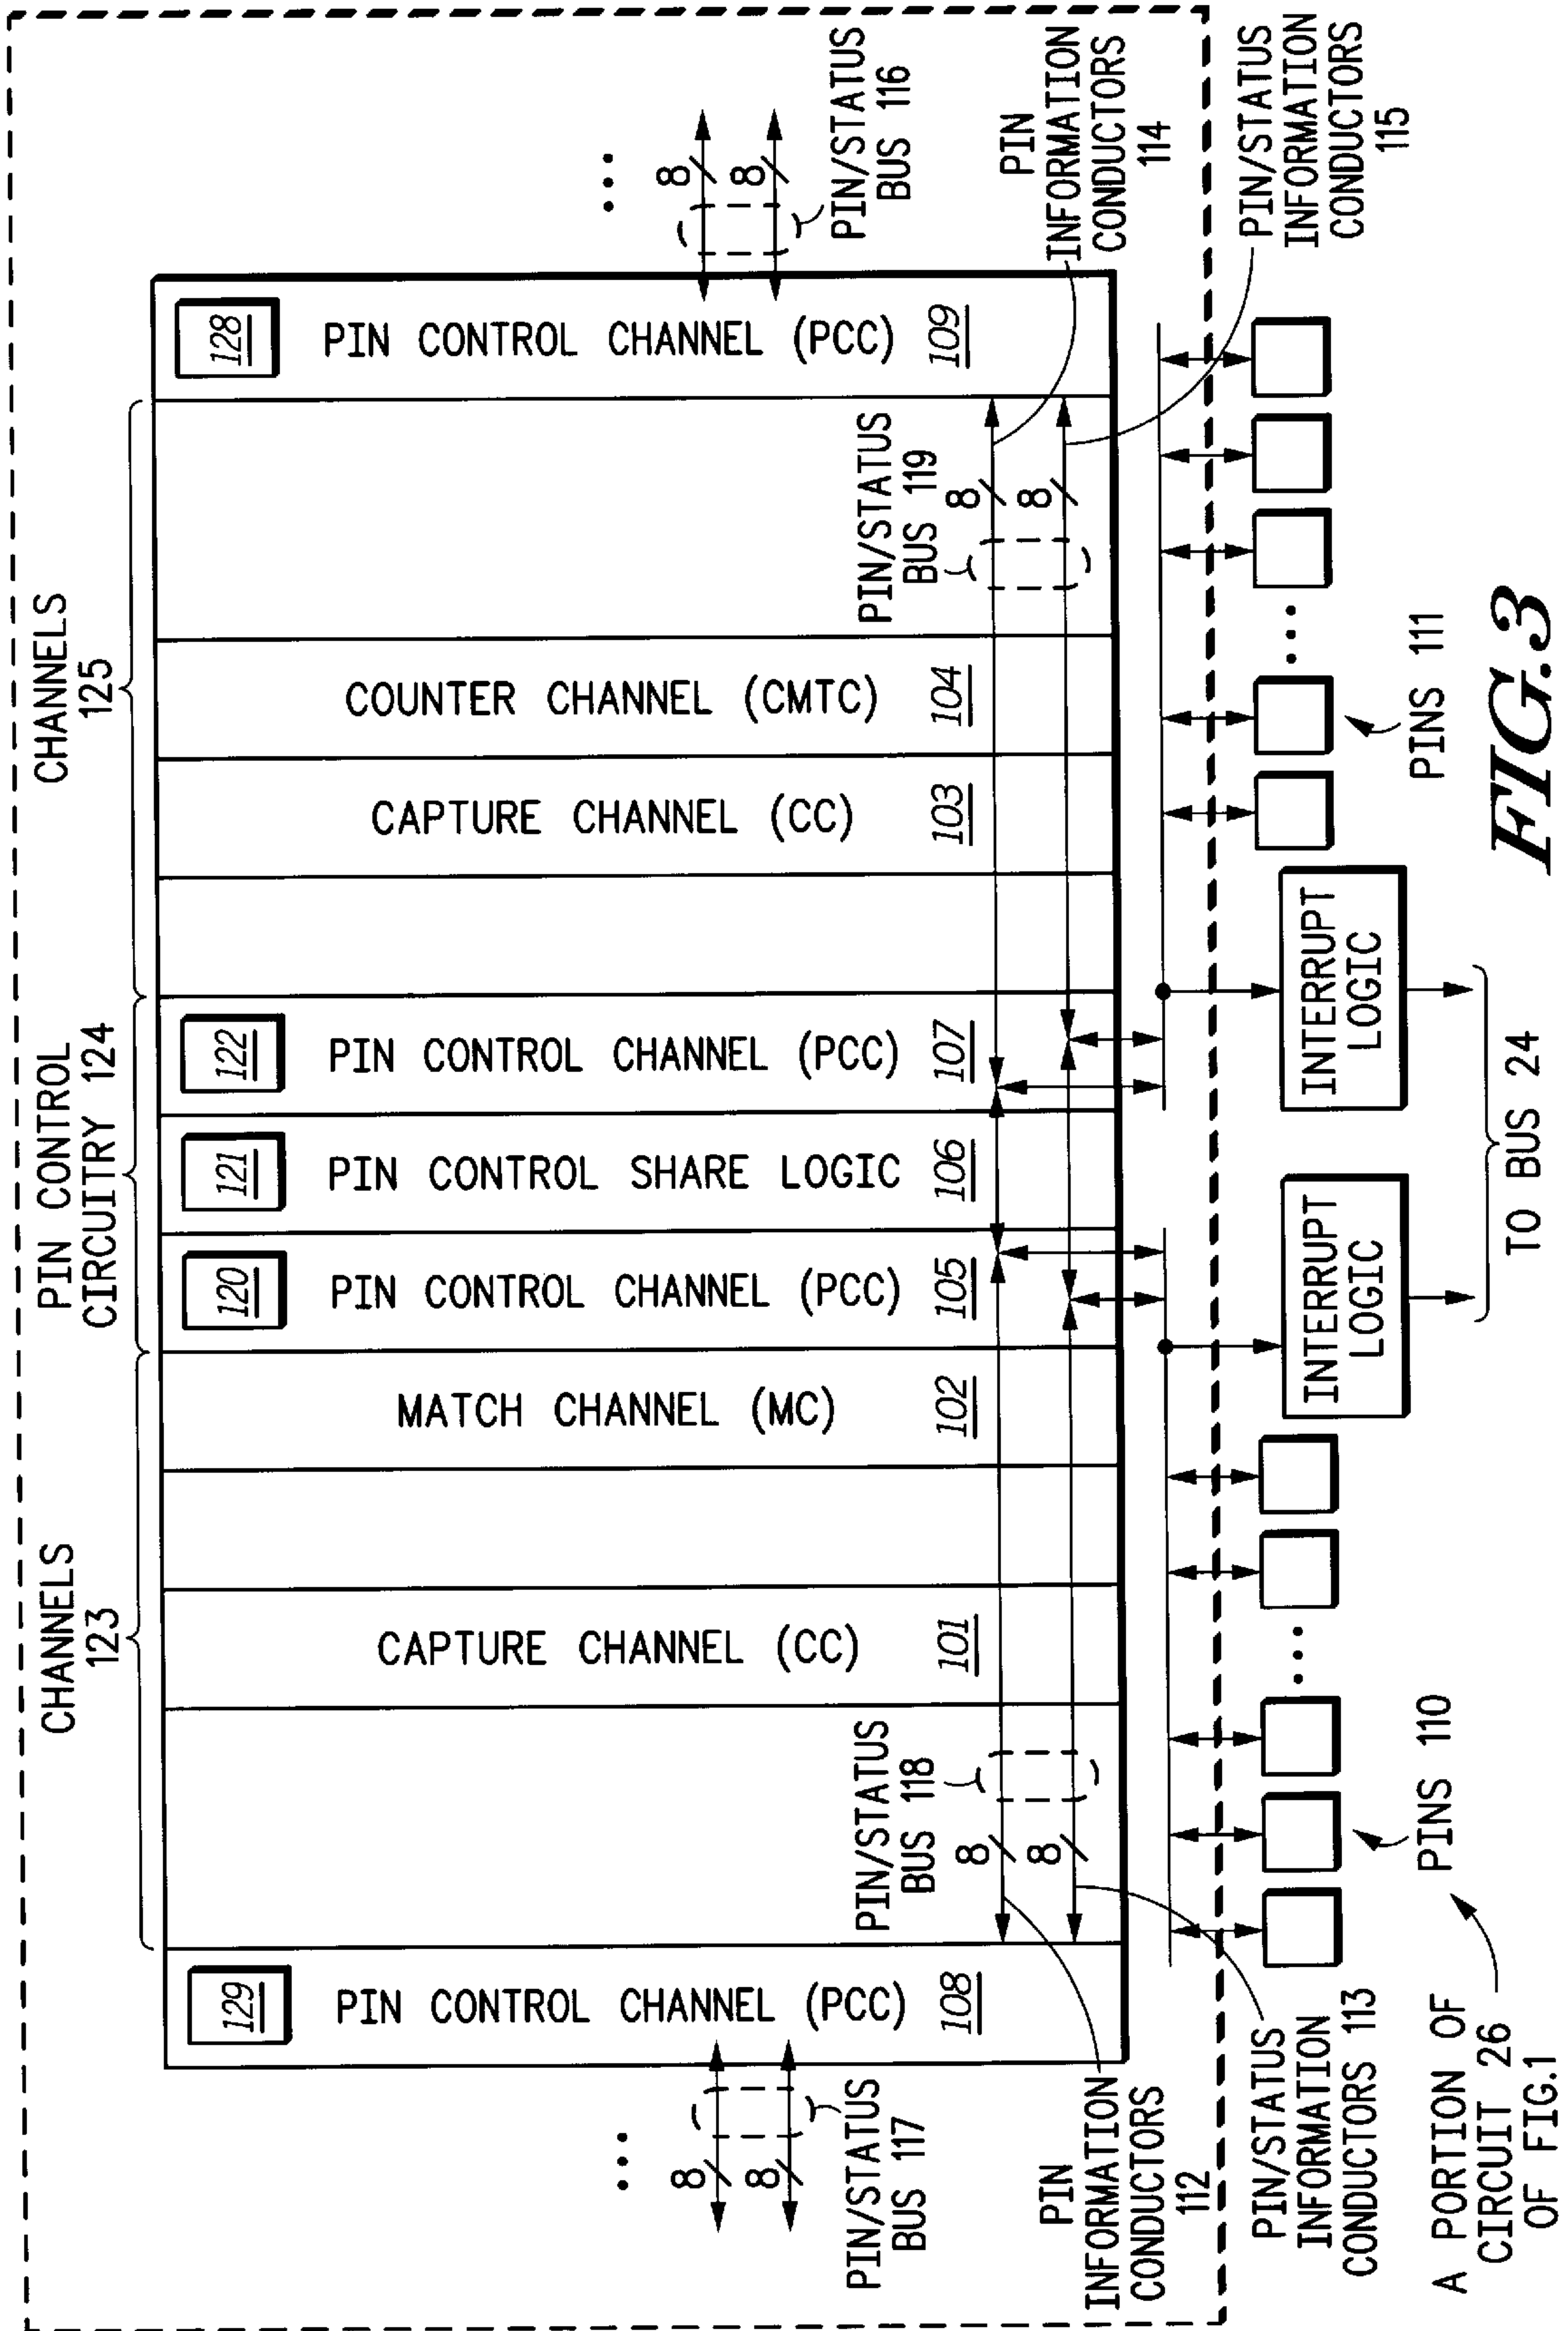 CHANNELS
123
PIN CONTROL
CIRCUITRY 124
CHANNELS
125
129
120
121
122
128
PIN CONTROL CHANNEL (PCC)
108
CAPTURE CHANNEL (CC)
101
MATCH CHANNEL (MC)
102
PIN CONTROL CHANNEL (PCC)
105
PIN CONTROL SHARE LOGIC
106
PIN CONTROL CHANNEL (PCC)
107
CAPTURE CHANNEL (CC)
103
COUNTER CHANNEL (CMTC)
104
PIN CONTROL CHANNEL (PCC)
109
8
8
PIN/STATUS
BUS 117
PIN/STATUS
BUS 118
8
8
PIN/STATUS
BUS 119
8
8
8
8
PIN/STATUS
BUS 116
PIN
INFORMATION
CONDUCTORS
112
PIN
INFORMATION
CONDUCTORS
114
PIN/STATUS
INFORMATION
CONDUCTORS 113
PIN/STATUS
INFORMATION
CONDUCTORS
115
PINS 110
INTERRUPT
LOGIC
INTERRUPT
LOGIC
PINS 111
TO BUS 24
A PORTION OF
CIRCUIT 26
OF FIG.1
FIG.3